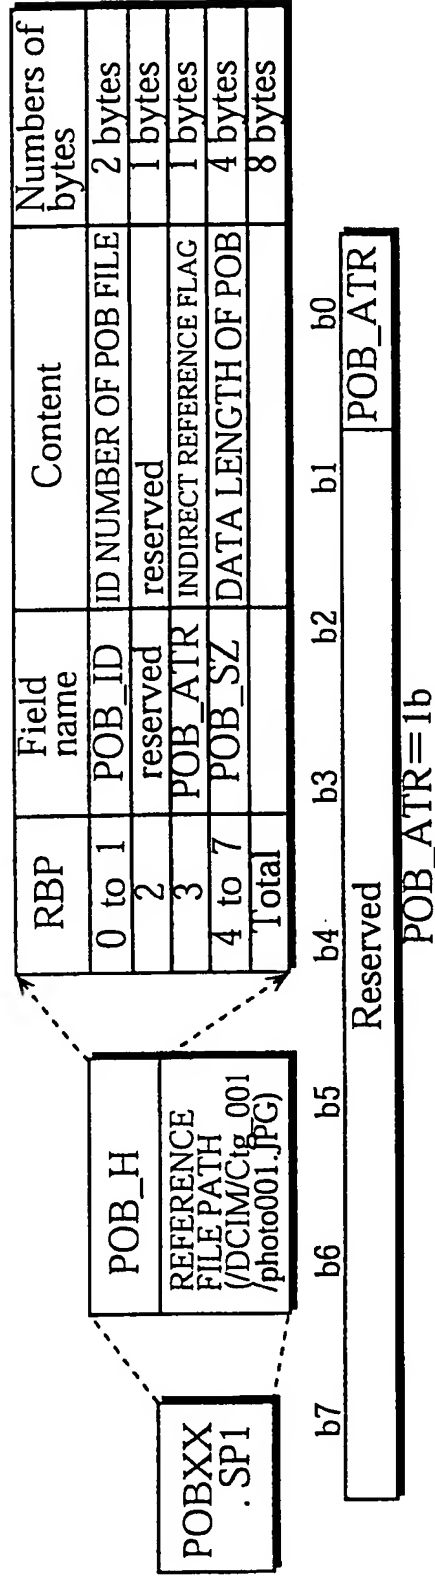 POBXX
. SP1
POB_H
REFERENCE
FILE PATH
(/DCIM/Ctg_001
/photo001.JPG)
RBP Field name Content Numbers of bytes
0 to 1 POB_ID ID NUMBER OF POB FILE 2 bytes
2 reserved reserved 1 bytes
3 POB_ATR INDIRECT REFERENCE FLAG 1 bytes
4 to 7 POB_SZ DATA LENGTH OF POB 4 bytes
Total 8 bytes
b7 b6 b5 b4 b3 b2 b1 b0
Reserved POB_ATR
POB_ATR=1b